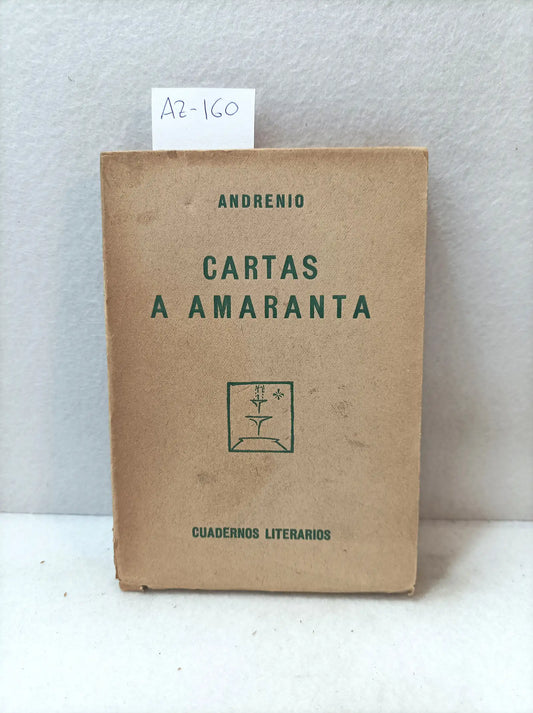 AZ-160
ANDRENIO
CARTAS
A AMARANTA
CUADERNOS LITERARIOS